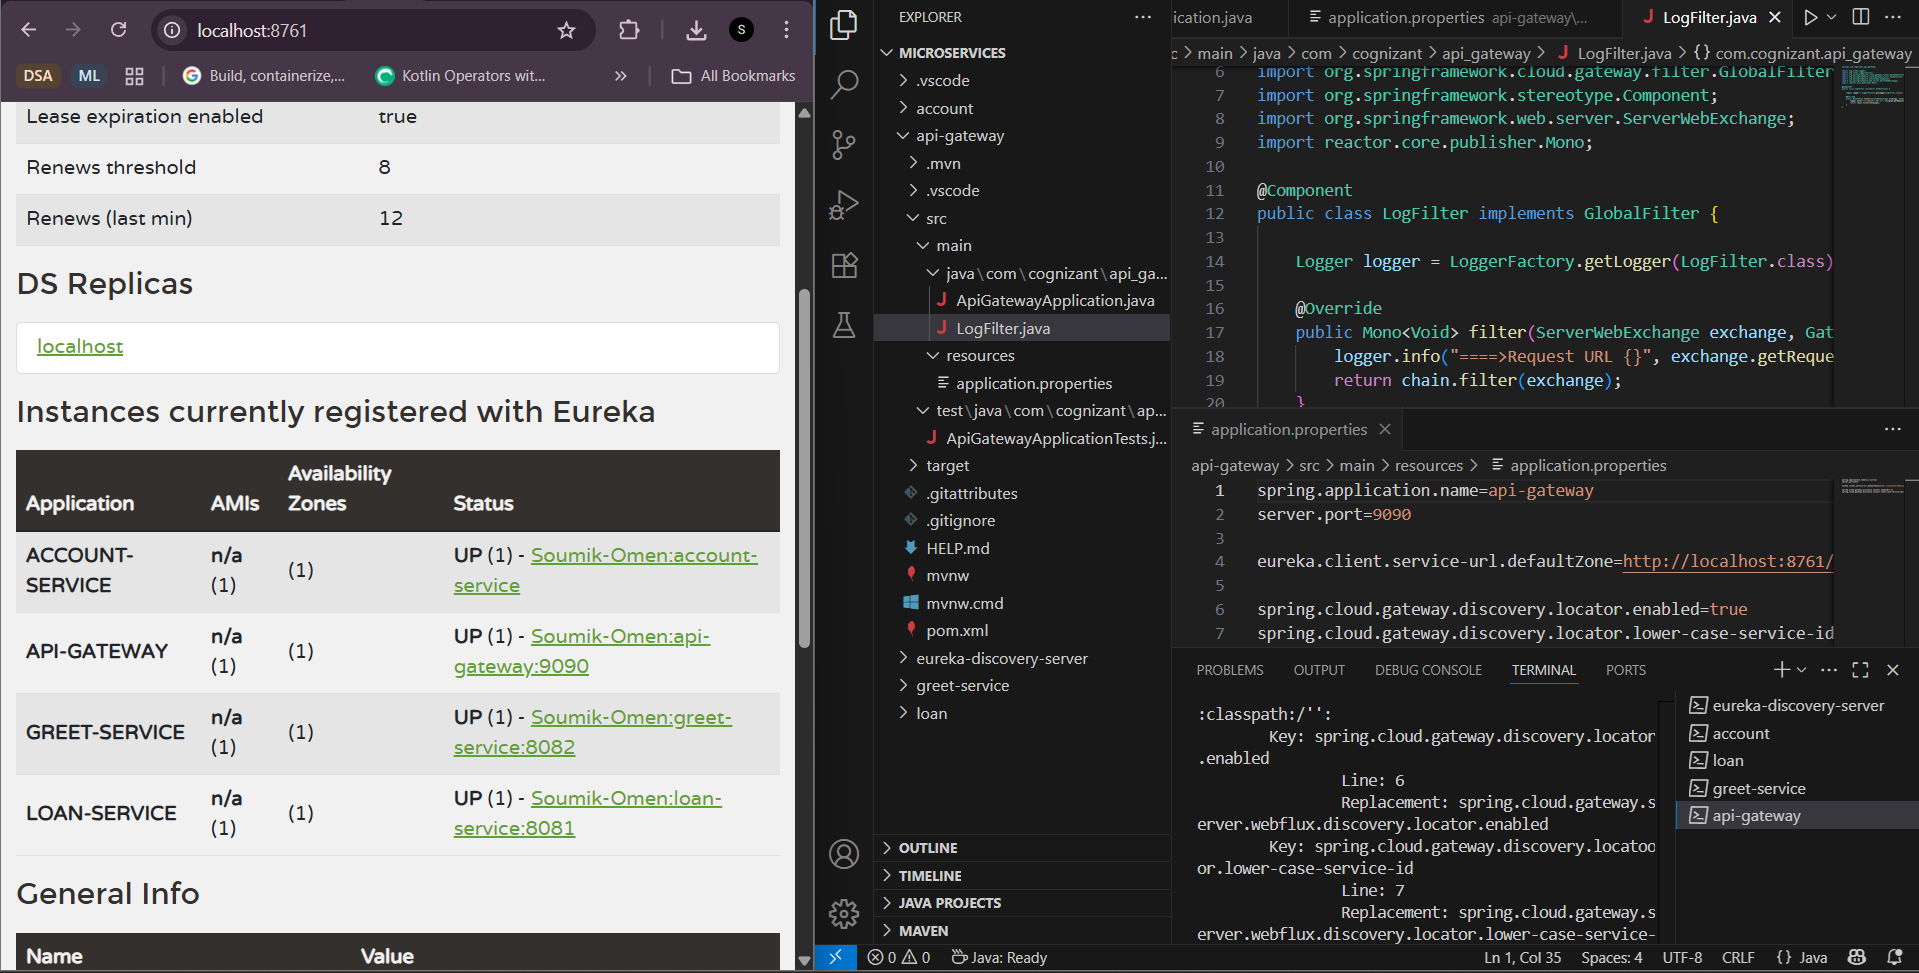 localhost:8761
S
DSA
ML
Build, containerize,...
Kotlin Operators wit...
»
All Bookmarks
Lease expiration enabled true
Renews threshold 8
Renews (last min) 12
DS Replicas
localhost
Instances currently registered with Eureka
Application AMIs Availability Zones Status
ACCOUNT-SERVICE n/a (1) (1) UP (1) - Soumik-Omen:account-service
API-GATEWAY n/a (1) (1) UP (1) - Soumik-Omen:api-gateway:9090
GREET-SERVICE n/a (1) (1) UP (1) - Soumik-Omen:greet-service:8082
LOAN-SERVICE n/a (1) (1) UP (1) - Soumik-Omen:loan-service:8081
General Info
Name Value
EXPLORER
MICROSERVICES
.vscode
account
api-gateway
.mvn
.vscode
src
main
java\com\cognizant\api_ga...
ApiGatewayApplication.java
LogFilter.java
resources
application.properties
test\java\com\cognizant\ap...
ApiGatewayApplicationTests.j...
target
.gitattributes
.gitignore
HELP.md
mvnw
mvnw.cmd
pom.xml
eureka-discovery-server
greet-service
loan
OUTLINE
TIMELINE
JAVA PROJECTS
MAVEN
ication.java
application.properties api-gateway\...
LogFilter.java
c > main > java > com > cognizant > api_gateway > LogFilter.java > {} com.cognizant.api_gateway
6 import org.springframework.cloud.gateway.filter.GlobalFilter
7 import org.springframework.stereotype.Component;
8 import org.springframework.web.server.ServerWebExchange;
9 import reactor.core.publisher.Mono;
10
11 @Component
12 public class LogFilter implements GlobalFilter {
13
14 Logger logger = LoggerFactory.getLogger(LogFilter.class)
15
16 @Override
17 public Mono<Void> filter(ServerWebExchange exchange, Gat
18 logger.info("====>Request URL {}", exchange.getReque
19 return chain.filter(exchange);
20 }
application.properties
api-gateway > src > main > resources > application.properties
1 spring.application.name=api-gateway
2 server.port=9090
3
4 eureka.client.service-url.defaultZone=http://localhost:8761/
5
6 spring.cloud.gateway.discovery.locator.enabled=true
7 spring.cloud.gateway.discovery.locator.lower-case-service-id
PROBLEMS OUTPUT DEBUG CONSOLE TERMINAL PORTS
:classpath:/'':
Key: spring.cloud.gateway.discovery.locator
.enabled
Line: 6
Replacement: spring.cloud.gateway.s
erver.webflux.discovery.locator.enabled
Key: spring.cloud.gateway.discovery.locatoo
or.lower-case-service-id
Line: 7
Replacement: spring.cloud.gateway.s
erver.webflux.discovery.locator.lower-case-service-
eureka-discovery-server
account
loan
greet-service
api-gateway
0 0 Java: Ready
Ln 1, Col 35 Spaces: 4 UTF-8 CRLF {} Java